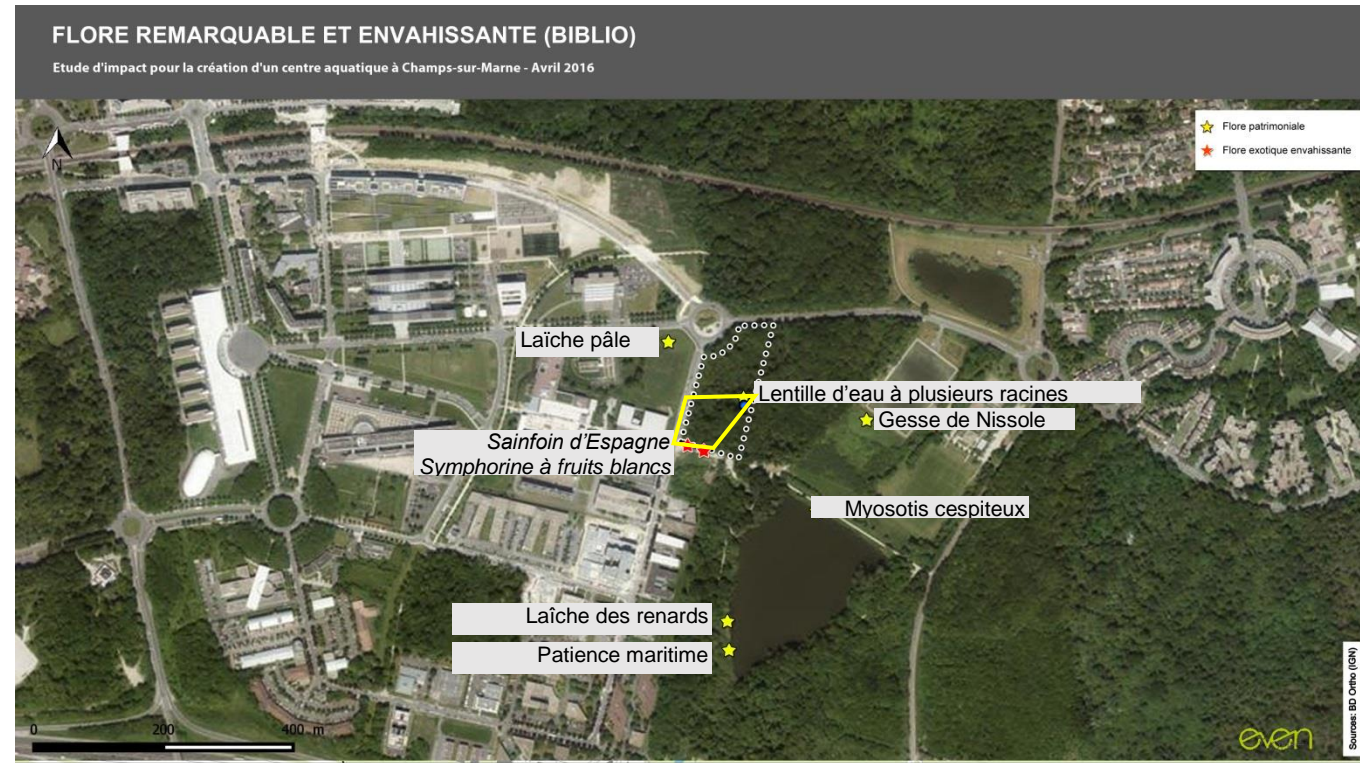 FLORE REMARQUABLE ET ENVAHISSANTE (BIBLIO)
Etude d'impact pour la création d'un centre aquatique à Champs-sur-Marne - Avril 2016
Flore patrimoniale
Flore exotique envahissante
N
Laïche pâle
Lentille d'eau à plusieurs racines
Gesse de Nissole
Sainfoin d'Espagne
Symphorine à fruits blancs
Myosotis cespiteux
Laîche des renards
Patience maritime
0 200 400 m
even
Sources: BD Ortho (IGN)